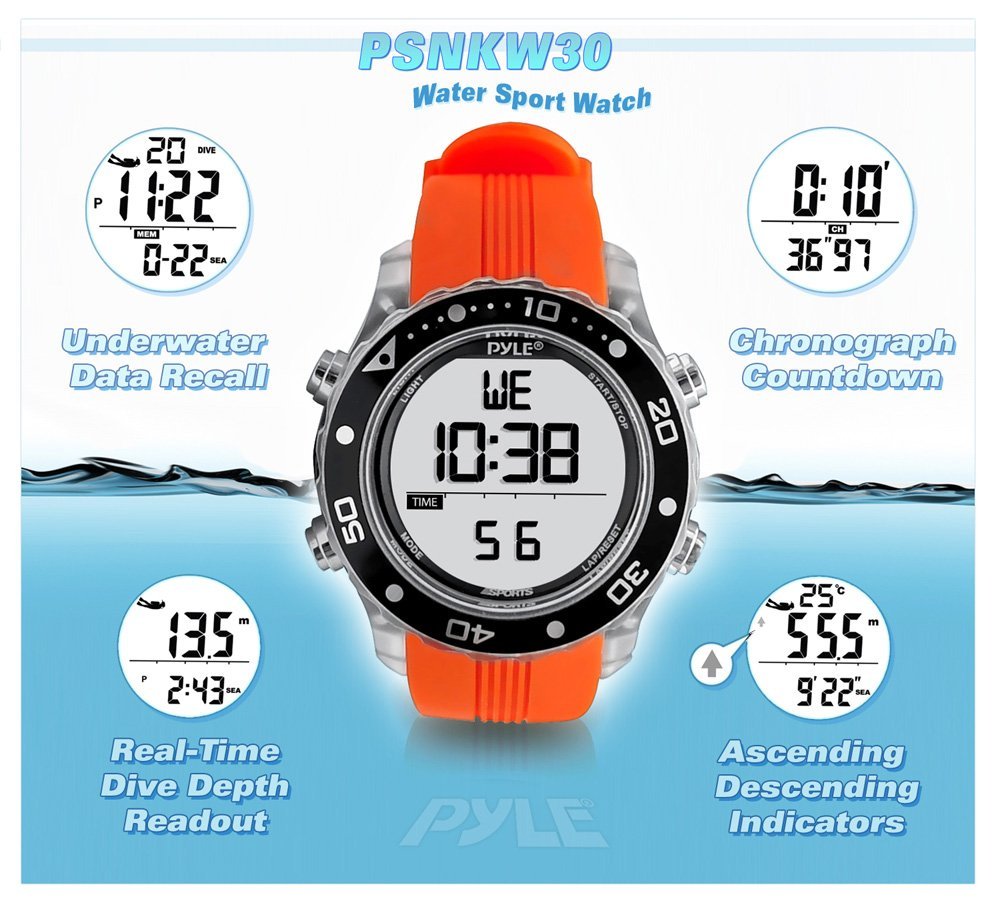 PSNKW30
Water Sport Watch
20 DIVE
P 11:22
MEM
0-22 SEA
Underwater
Data Recall
0:10'
CH
36"97
Chronograph
Countdown
10
20
30
40
50
PYLE®
LIGHT
START/STOP
WE
10:38
TIME
56
MODE
LAP/RESET
SPORTS
13.5 m
P 2:43 SEA
Real-Time
Dive Depth
Readout
25°C
55.5 m
9'22" SEA
Ascending
Descending
Indicators
PYLE®